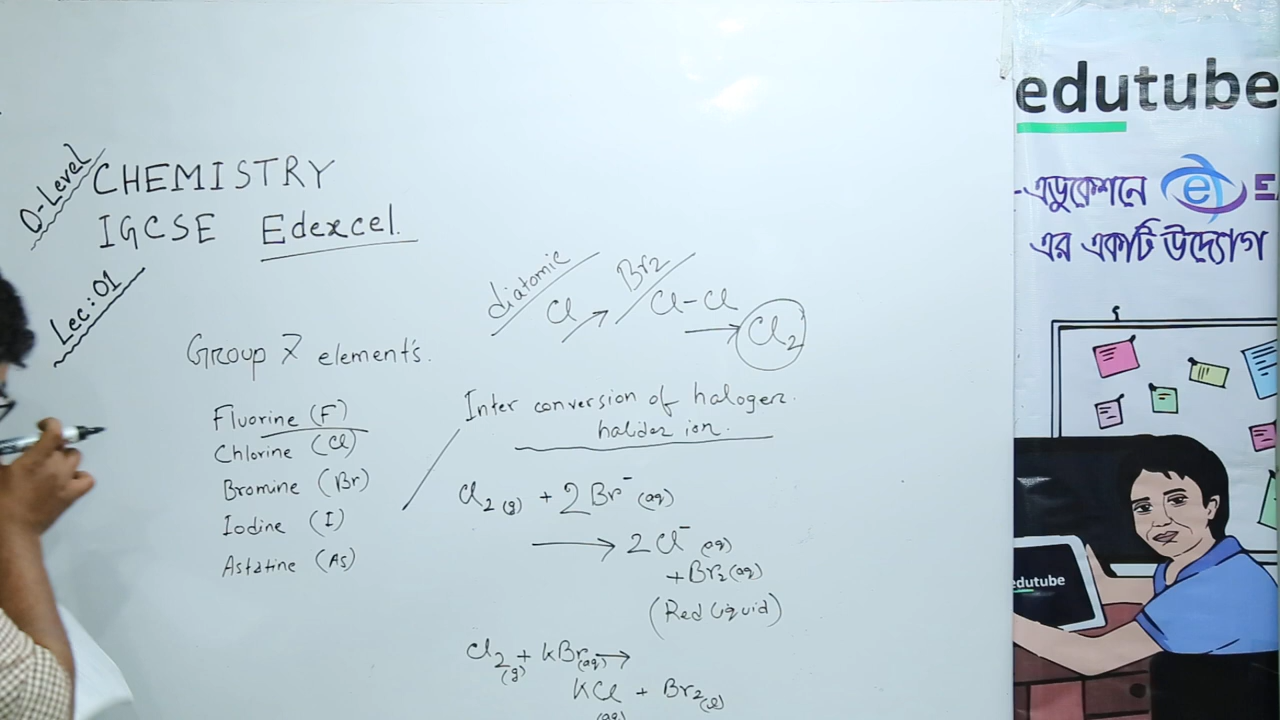 O-Level
CHEMISTRY
IGCSE Edexcel.
Lec: 01
Group 7 element's.
Fluorine (F)
Chlorine (Cl)
Bromine (Br)
Iodine (I)
Astatine (As)
diatomic
Br2
Cl → Cl-Cl
→ Cl2
Inter conversion of halogen
halides ion.
Cl2 (g) + 2Br⁻ (aq)
→ 2Cl⁻ (aq)
+ Br2 (aq)
(Red liquid)
Cl2 (g) + KBr (aq) →
KCl (aq) + Br2 (l)
edutube
-এডুকেশনে e E
এর একটি উদ্যোগ
edutube